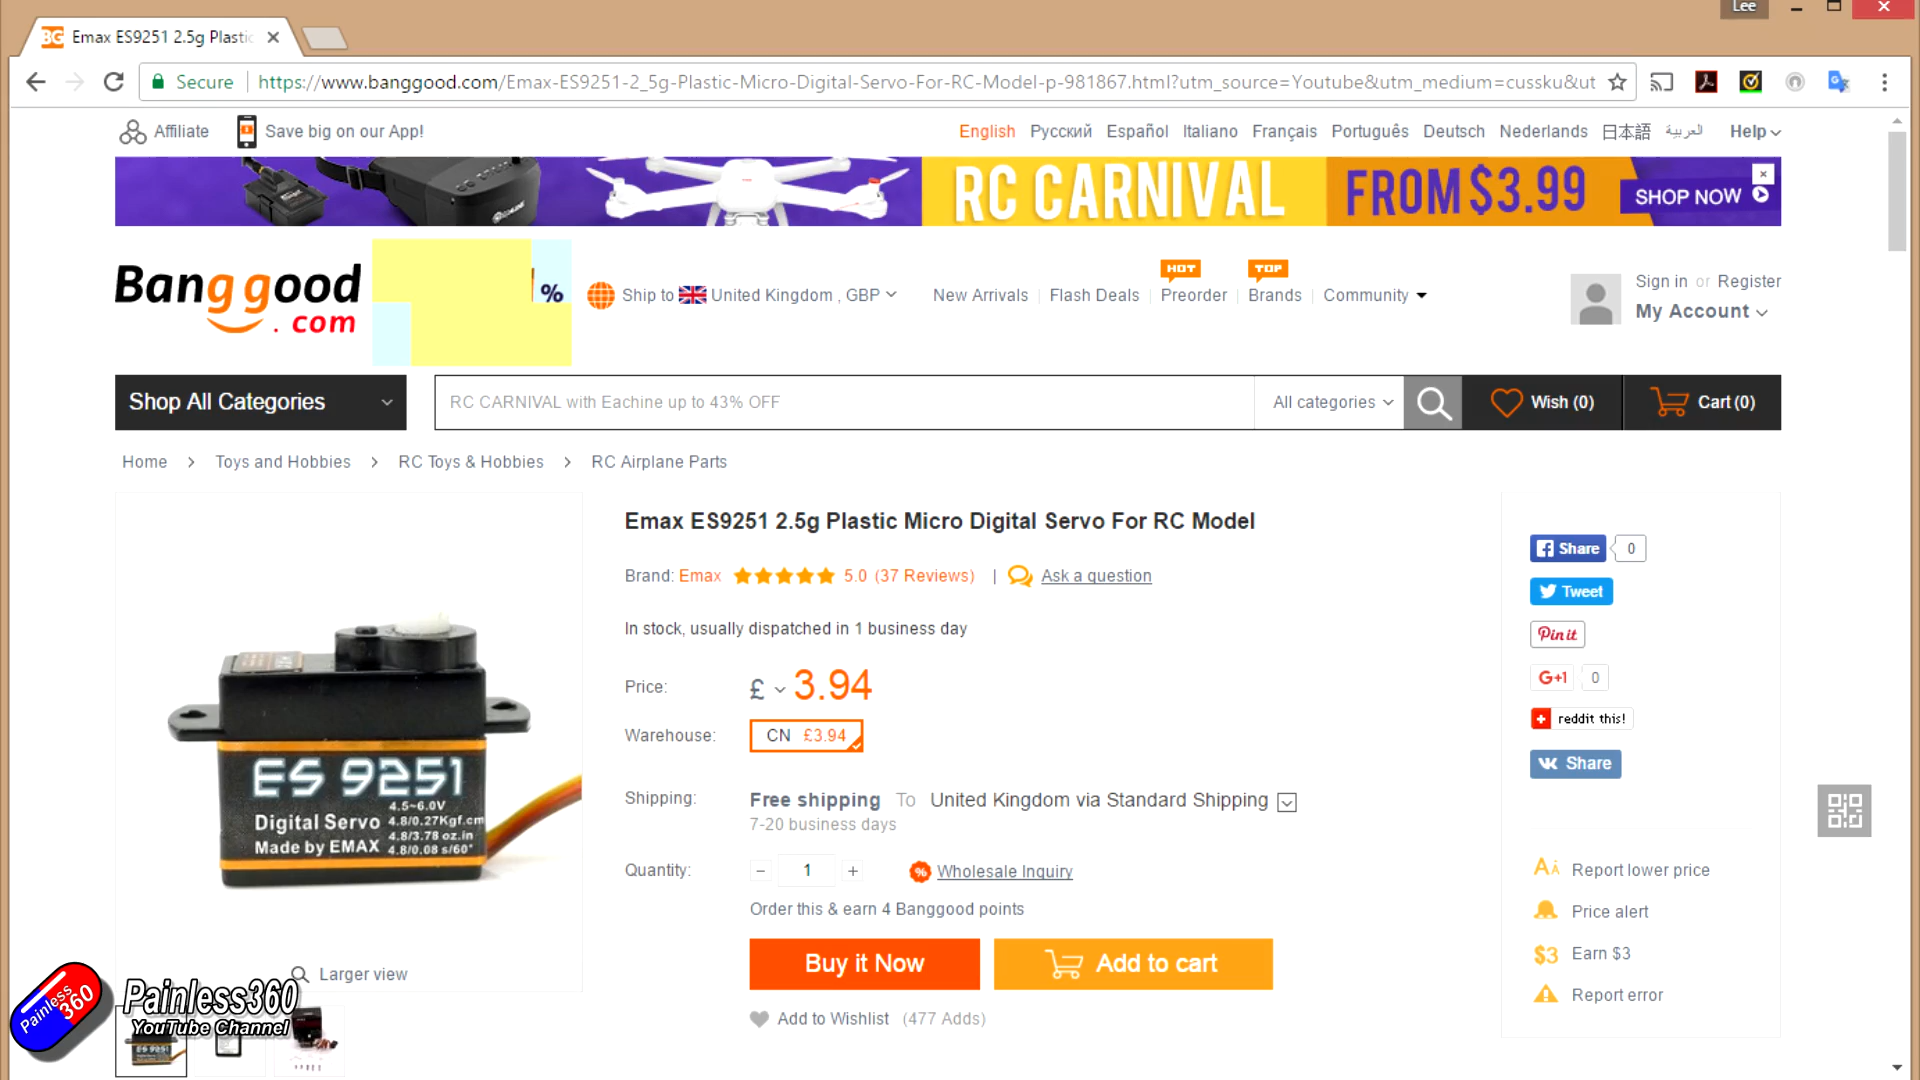 Lee
Emax ES9251 2.5g Plastic
Secure
https://www.banggood.com/Emax-ES9251-2_5g-Plastic-Micro-Digital-Servo-For-RC-Model-p-981867.html?utm_source=Youtube&utm_medium=cussku&ut
Affiliate
Save big on our App!
English Русский Español Italiano Français Português Deutsch Nederlands 日本語 العربية Help
RC CARNIVAL FROM $3.99 SHOP NOW
Banggood
.com
%
Ship to United Kingdom , GBP
New Arrivals
Flash Deals
HOT
Preorder
TOP
Brands
Community
Sign in or Register
My Account
Shop All Categories
RC CARNIVAL with Eachine up to 43% OFF
All categories
Wish (0)
Cart (0)
Home > Toys and Hobbies > RC Toys & Hobbies > RC Airplane Parts
Emax ES9251 2.5g Plastic Micro Digital Servo For RC Model
Brand: Emax 5.0 (37 Reviews) | Ask a question
In stock, usually dispatched in 1 business day
Price: £ 3.94
Warehouse: CN £3.94
Shipping: Free shipping To United Kingdom via Standard Shipping
7-20 business days
Quantity: − 1 + % Wholesale Inquiry
Order this & earn 4 Banggood points
Buy it Now
Add to cart
Add to Wishlist (477 Adds)
ES 9251
4.5~6.0V
Digital Servo 4.8/0.27Kgf.cm
4.8/3.78 oz.in
Made by EMAX 4.8/0.08 s/60°
Larger view
Share 0
Tweet
Pin it
G+1 0
reddit this!
Share
Report lower price
Price alert
$3 Earn $3
Report error
Painless360
Painless360
YouTube Channel
ES 9251